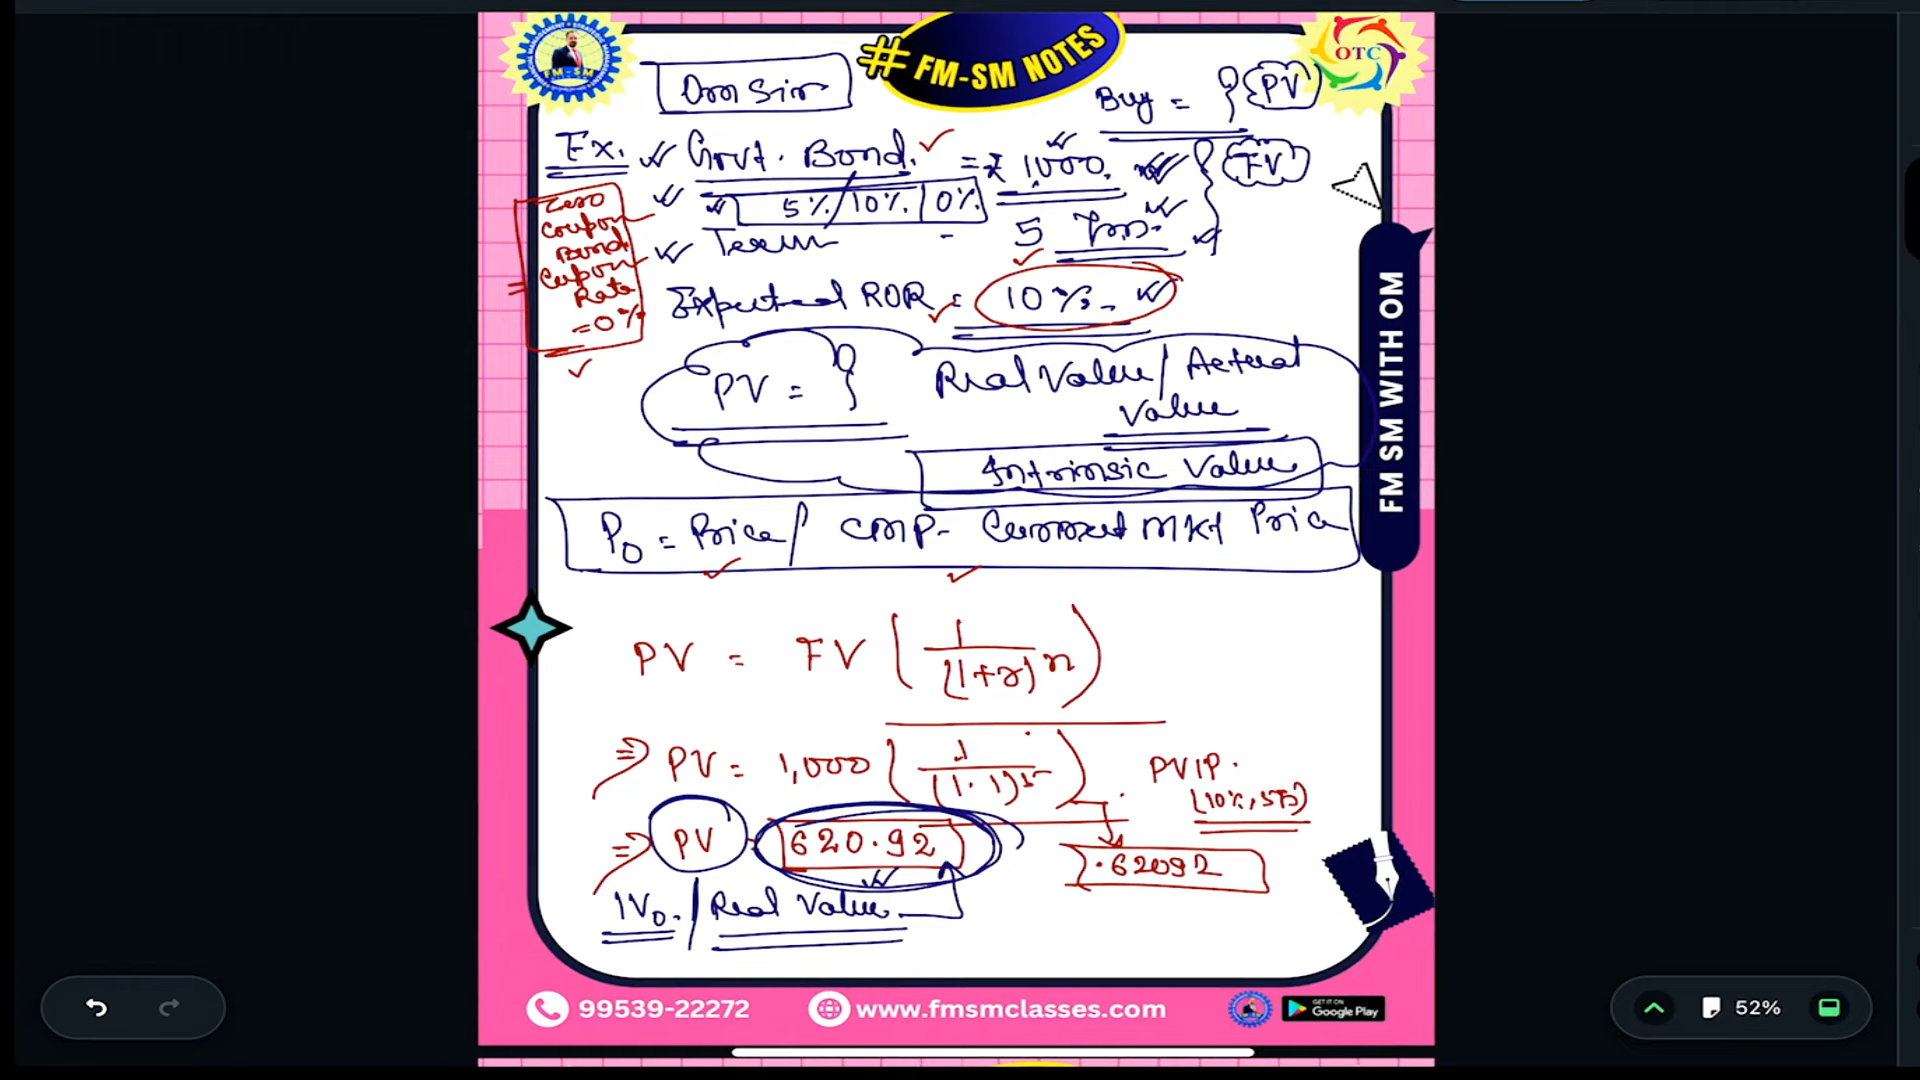 # FM-SM NOTES
FM-SM
OTC
Om Sir
Buy = } PV
Ex. Govt. Bond. = ₹ 1000. } FV
5% / 10% | 0%
Term - 5 Yrs.
Zero
Coupon
Bond
Coupon
Rate
= 0%
Expected ROR = 10%
PV = } Real Value / Actual
Value
Intrinsic Value
P0 = Price / CMP - Current MKt Price
FM SM WITH OM
PV = FV ( 1 / (1+r)n )
⇒ PV = 1,000 ( 1 / (1.1)5 )
PVIF.
(10%, 5Y)
⇒ PV 620.92
.62092
IV0. / Real Value.
99539-22272
www.fmsmclasses.com
GET IT ON
Google Play
52%